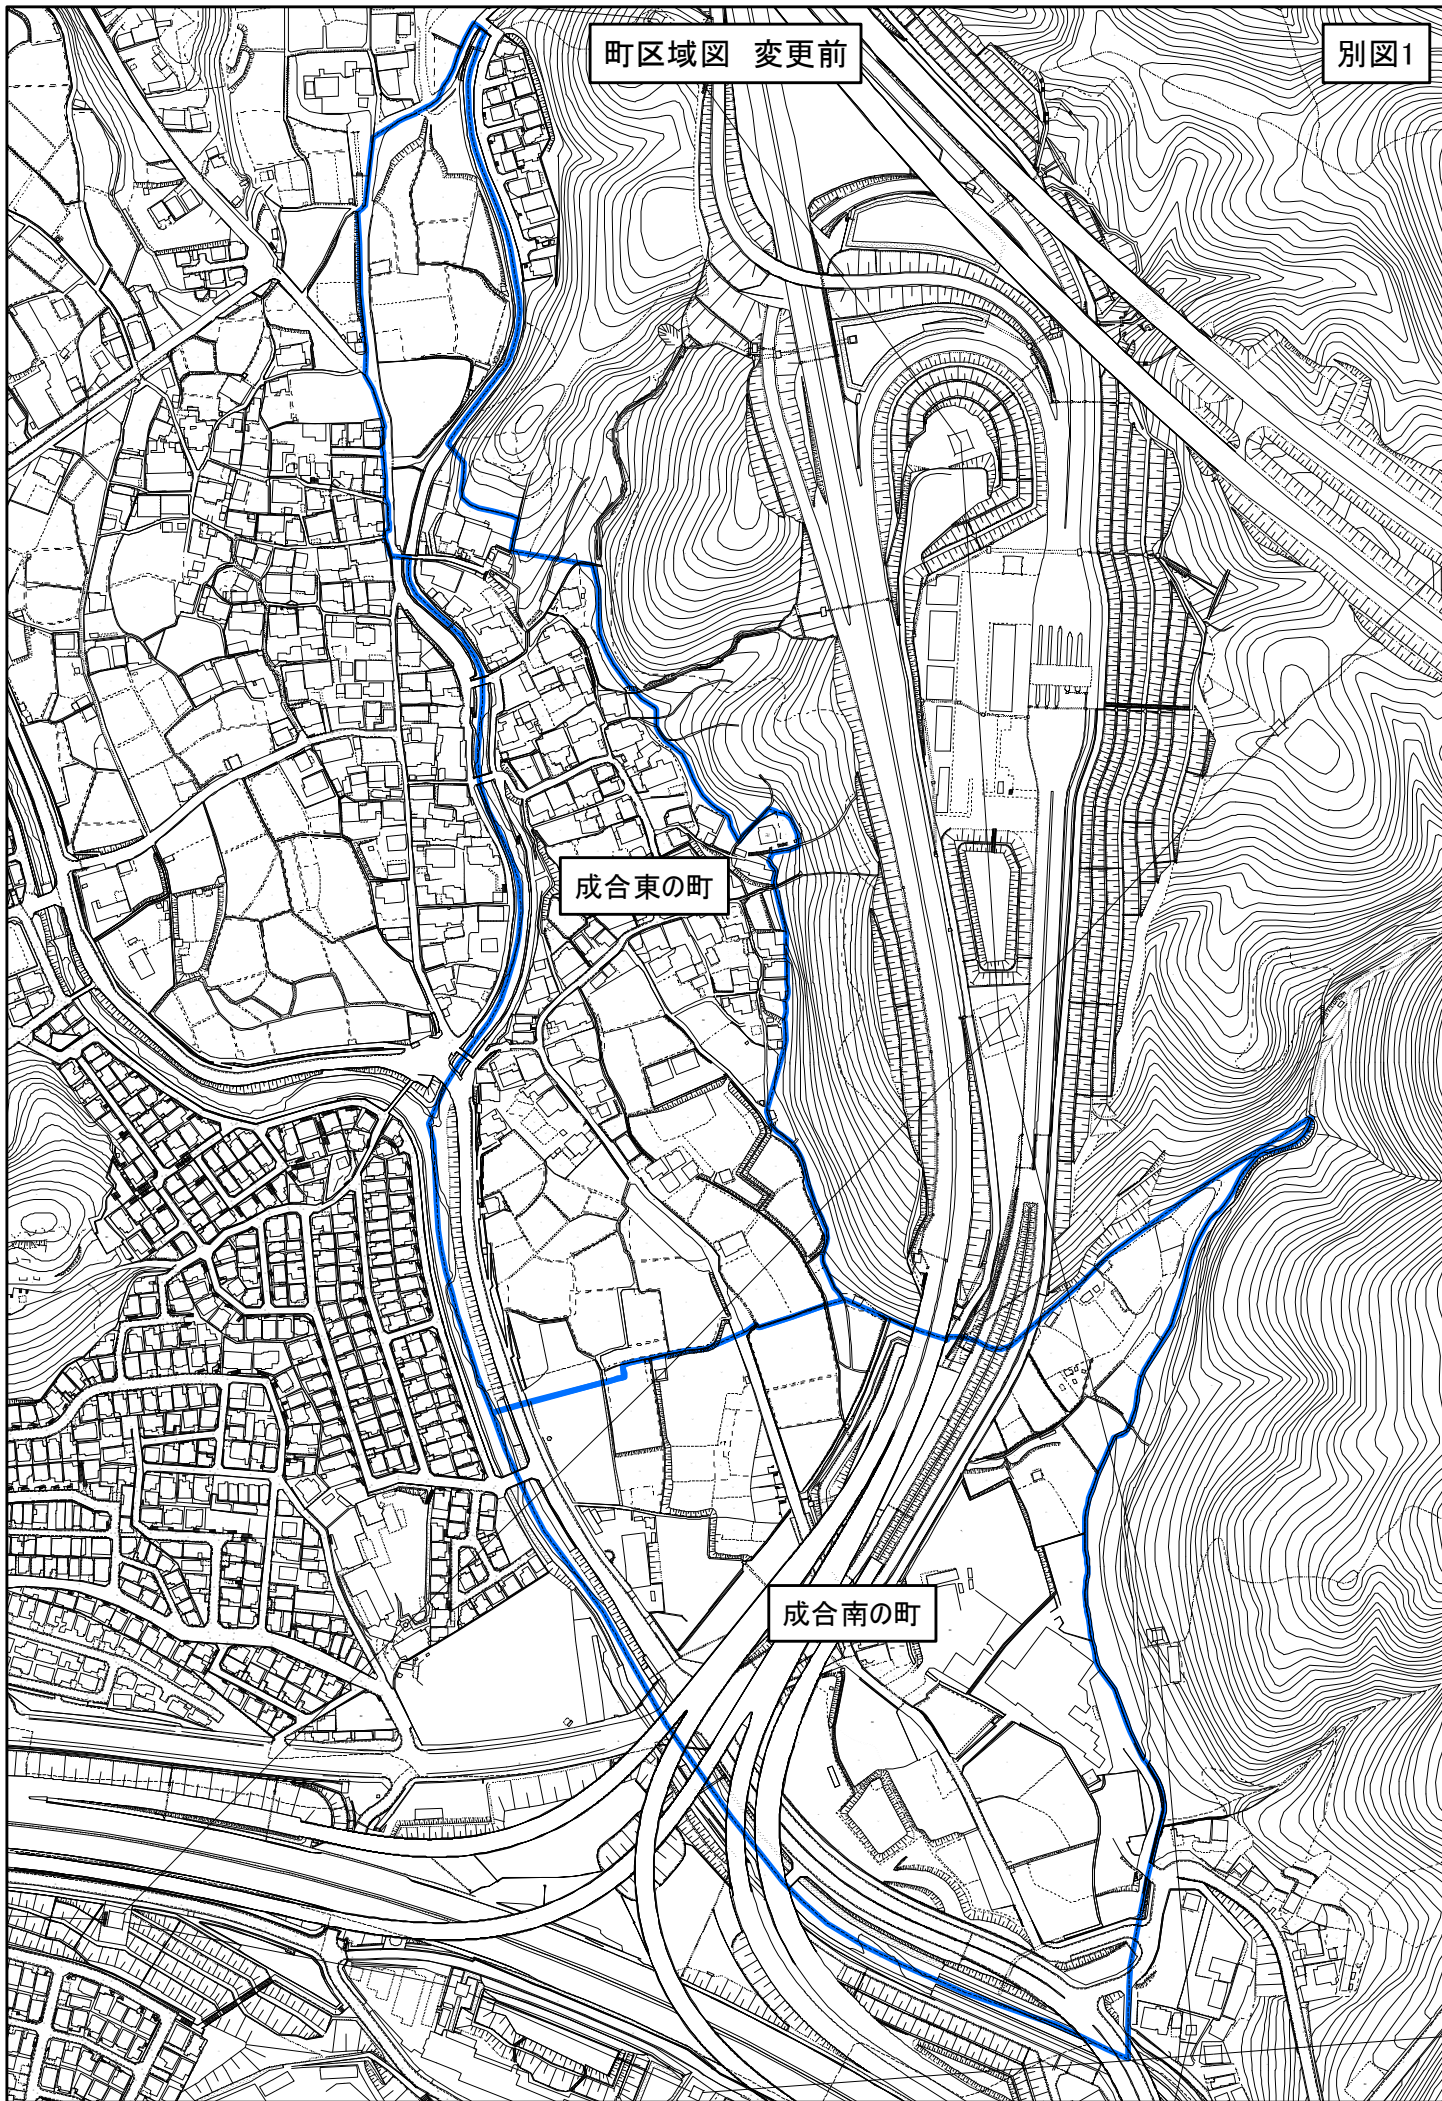 町区域図　変更前
別図1
成合東の町
成合南の町